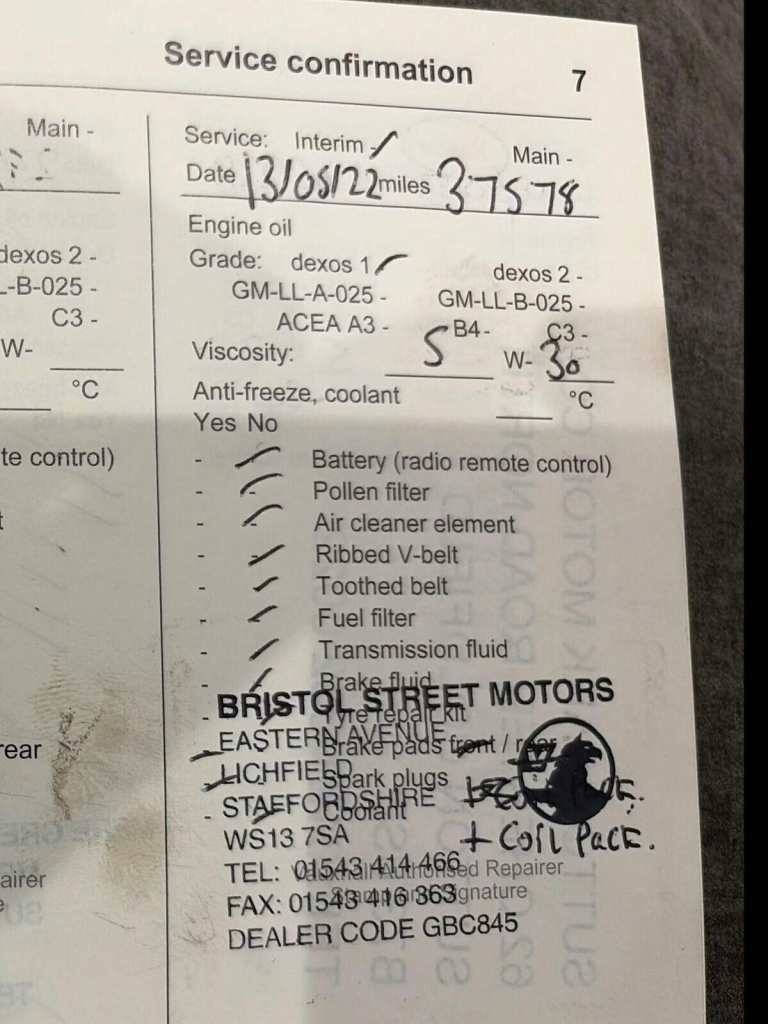 Service confirmation 7
Main -
dexos 2 -
L-B-025 -
C3 -
W-
°C
te control)
t
rear
airer
Service: Interim - / Main -
Date 13/05/22 miles 37578
Engine oil
Grade: dexos 1 / dexos 2 -
GM-LL-A-025 - GM-LL-B-025 -
ACEA A3 - B4 - C3 -
Viscosity: 5 W- 30
Anti-freeze, coolant °C
Yes No
- / Battery (radio remote control)
- / Pollen filter
- / Air cleaner element
- / Ribbed V-belt
- / Toothed belt
- / Fuel filter
- / Transmission fluid
- / Brake fluid
BRISTOL STREET MOTORS
Tyre repair kit
EASTERN AVENUE
Brake pads front / rear
LICHFIELD
Spark plugs
STAFFORDSHIRE
Coolant
+ COIL PACK.
WS13 7SA
TEL: 01543 414 466
Vauxhall Authorised Repairer
FAX: 01543 416 363
Stamp and Signature
DEALER CODE GBC845